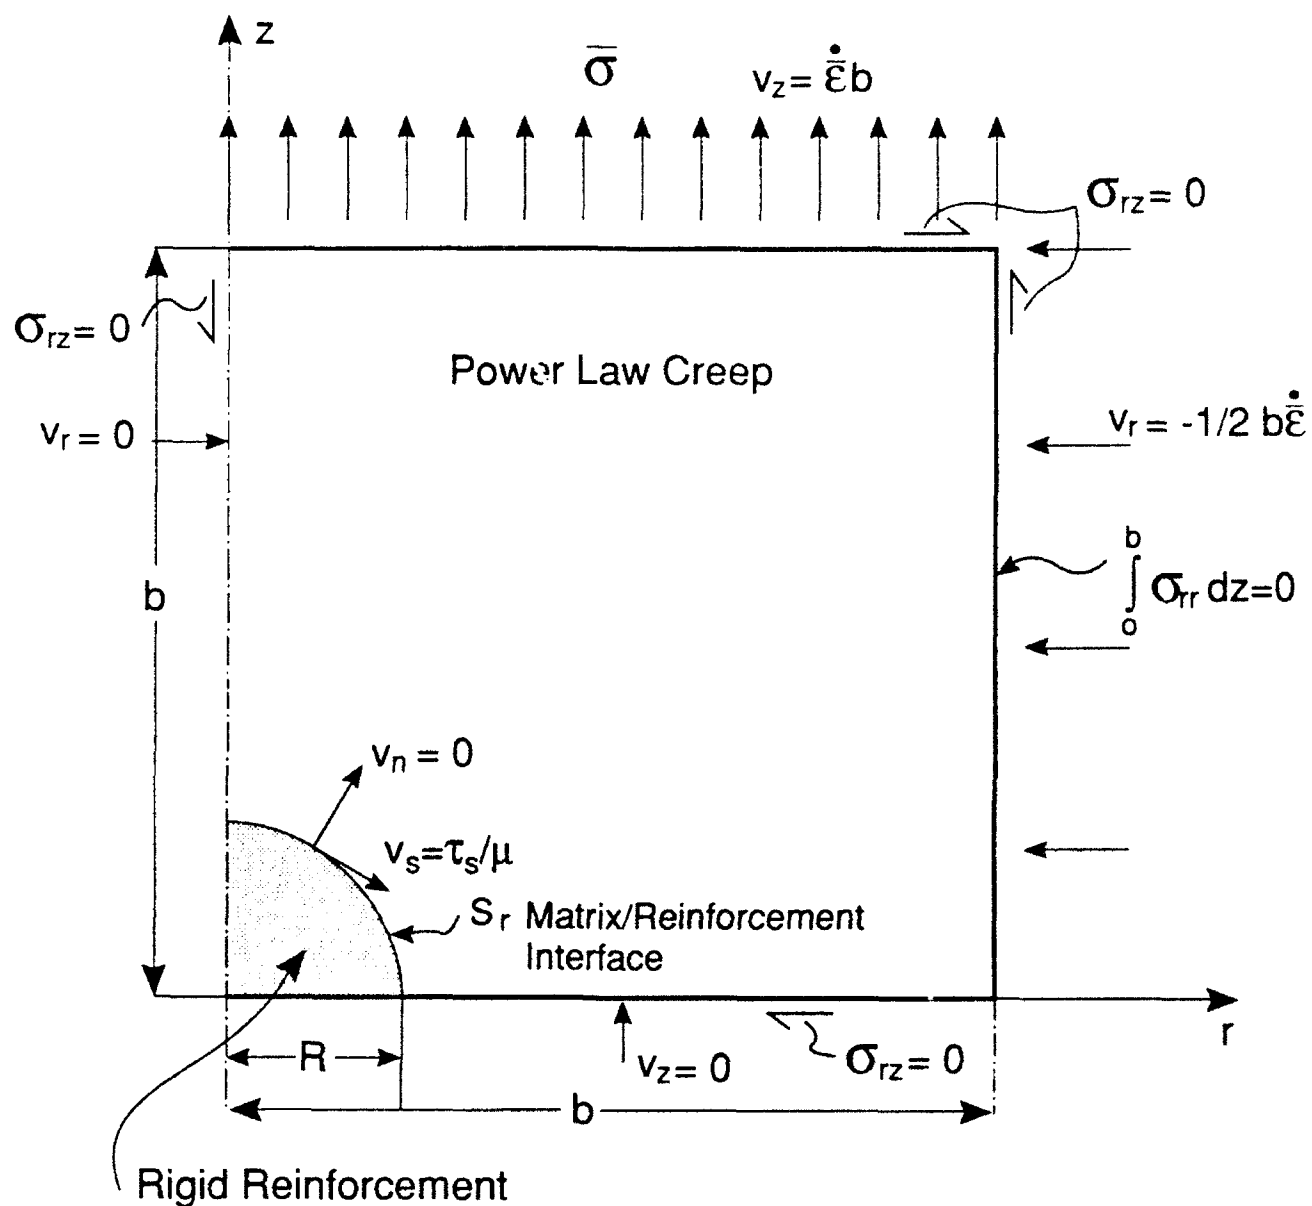 z
σ̅
v_z = ε̅̇b
σ_rz = 0
σ_rz = 0
Power Law Creep
v_r = 0
v_r = -1/2 bε̅̇
b
∫_o^b σ_rr dz=0
v_n = 0
v_s=τ_s/μ
S_r Matrix/Reinforcement
Interface
R
v_z = 0
σ_rz = 0
r
b
Rigid Reinforcement